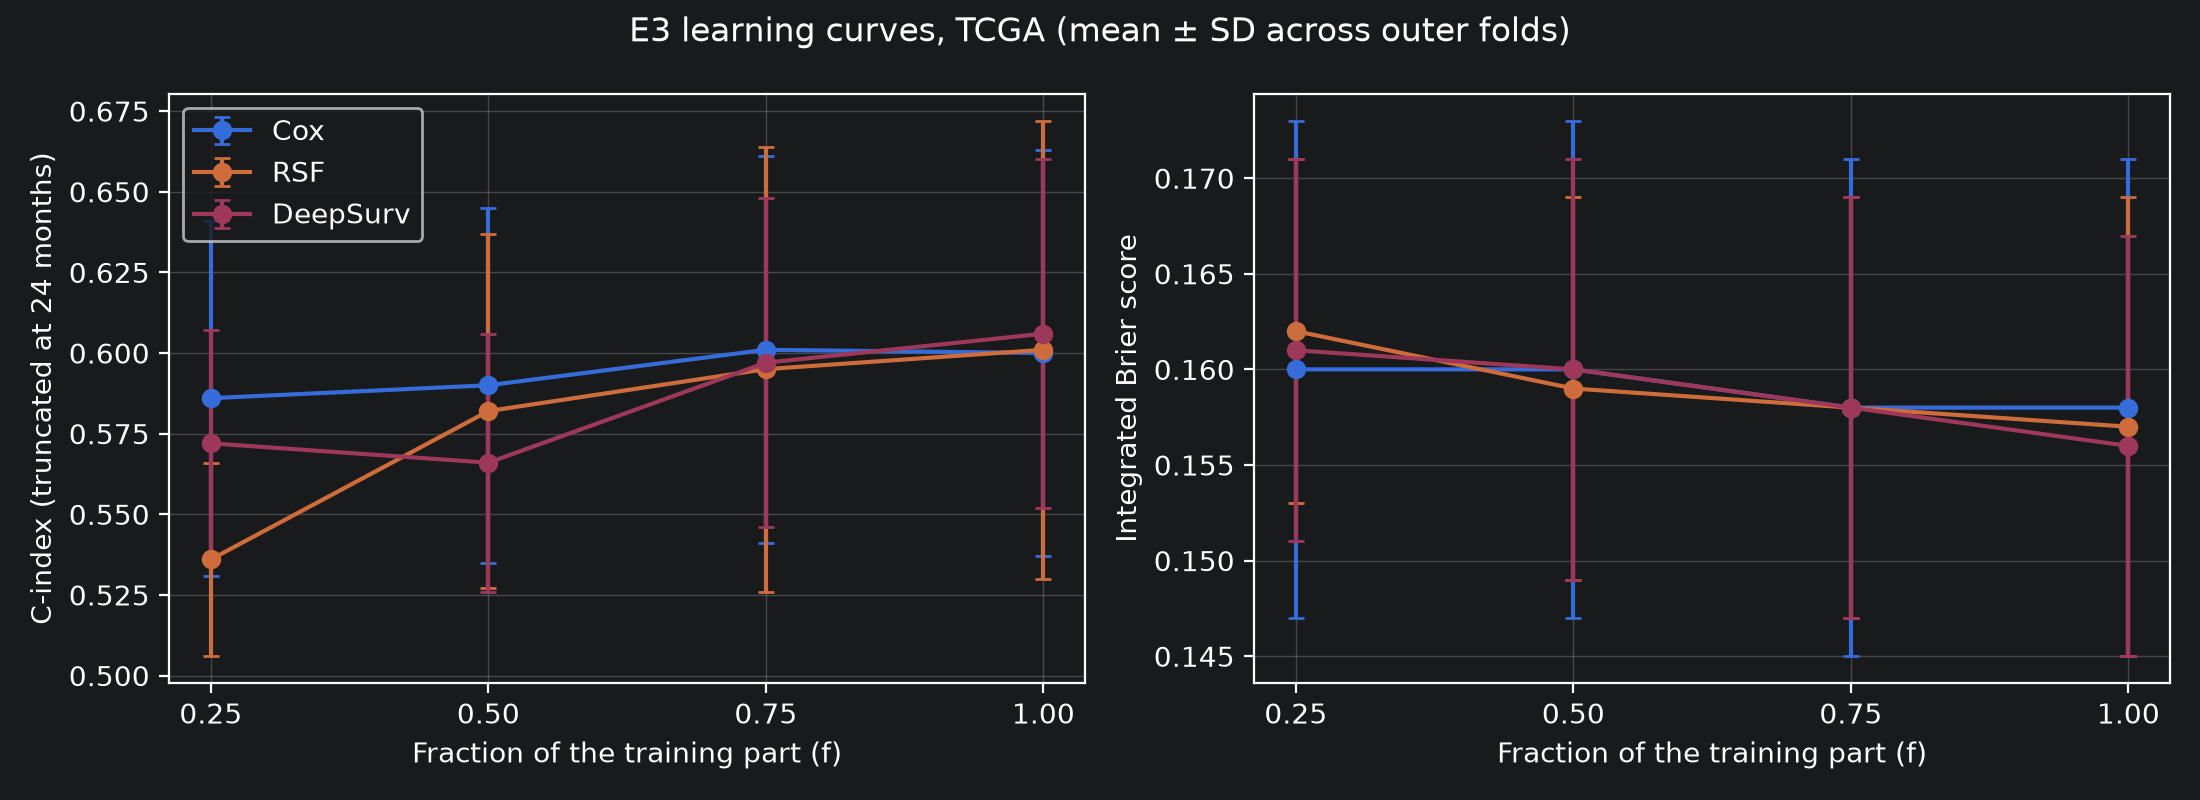 E3 learning curves, TCGA (mean ± SD across outer folds)
C-index (truncated at 24 months)
0.675
0.650
0.625
0.600
0.575
0.550
0.525
0.500
Cox
RSF
DeepSurv
0.25 0.50 0.75 1.00
Fraction of the training part (f)
Integrated Brier score
0.170
0.165
0.160
0.155
0.150
0.145
0.25 0.50 0.75 1.00
Fraction of the training part (f)